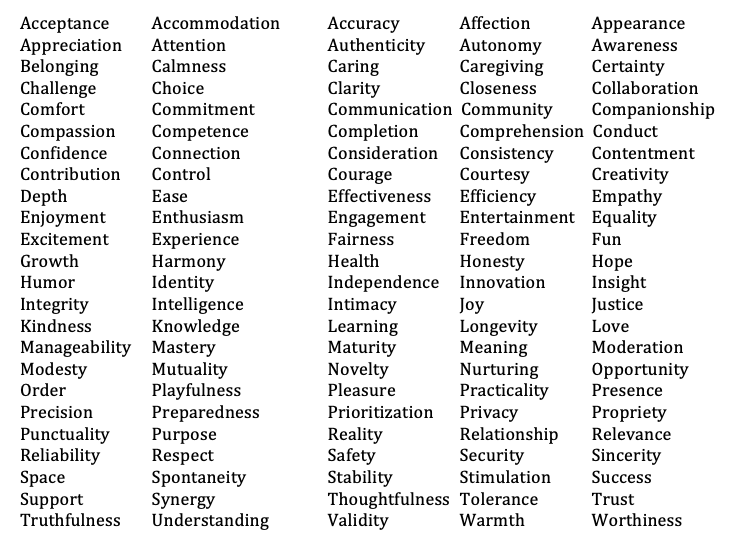 Acceptance Accommodation Accuracy Affection Appearance
Appreciation Attention Authenticity Autonomy Awareness
Belonging Calmness Caring Caregiving Certainty
Challenge Choice Clarity Closeness Collaboration
Comfort Commitment Communication Community Companionship
Compassion Competence Completion Comprehension Conduct
Confidence Connection Consideration Consistency Contentment
Contribution Control Courage Courtesy Creativity
Depth Ease Effectiveness Efficiency Empathy
Enjoyment Enthusiasm Engagement Entertainment Equality
Excitement Experience Fairness Freedom Fun
Growth Harmony Health Honesty Hope
Humor Identity Independence Innovation Insight
Integrity Intelligence Intimacy Joy Justice
Kindness Knowledge Learning Longevity Love
Manageability Mastery Maturity Meaning Moderation
Modesty Mutuality Novelty Nurturing Opportunity
Order Playfulness Pleasure Practicality Presence
Precision Preparedness Prioritization Privacy Propriety
Punctuality Purpose Reality Relationship Relevance
Reliability Respect Safety Security Sincerity
Space Spontaneity Stability Stimulation Success
Support Synergy Thoughtfulness Tolerance Trust
Truthfulness Understanding Validity Warmth Worthiness